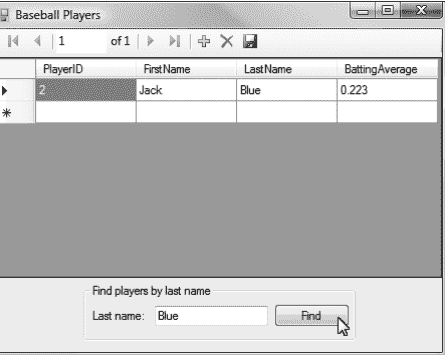 Baseball Players
1 of 1
PlayerID FirstName LastName BattingAverage
2 Jack Blue 0.223
Find players by last name
Last name: Blue Find